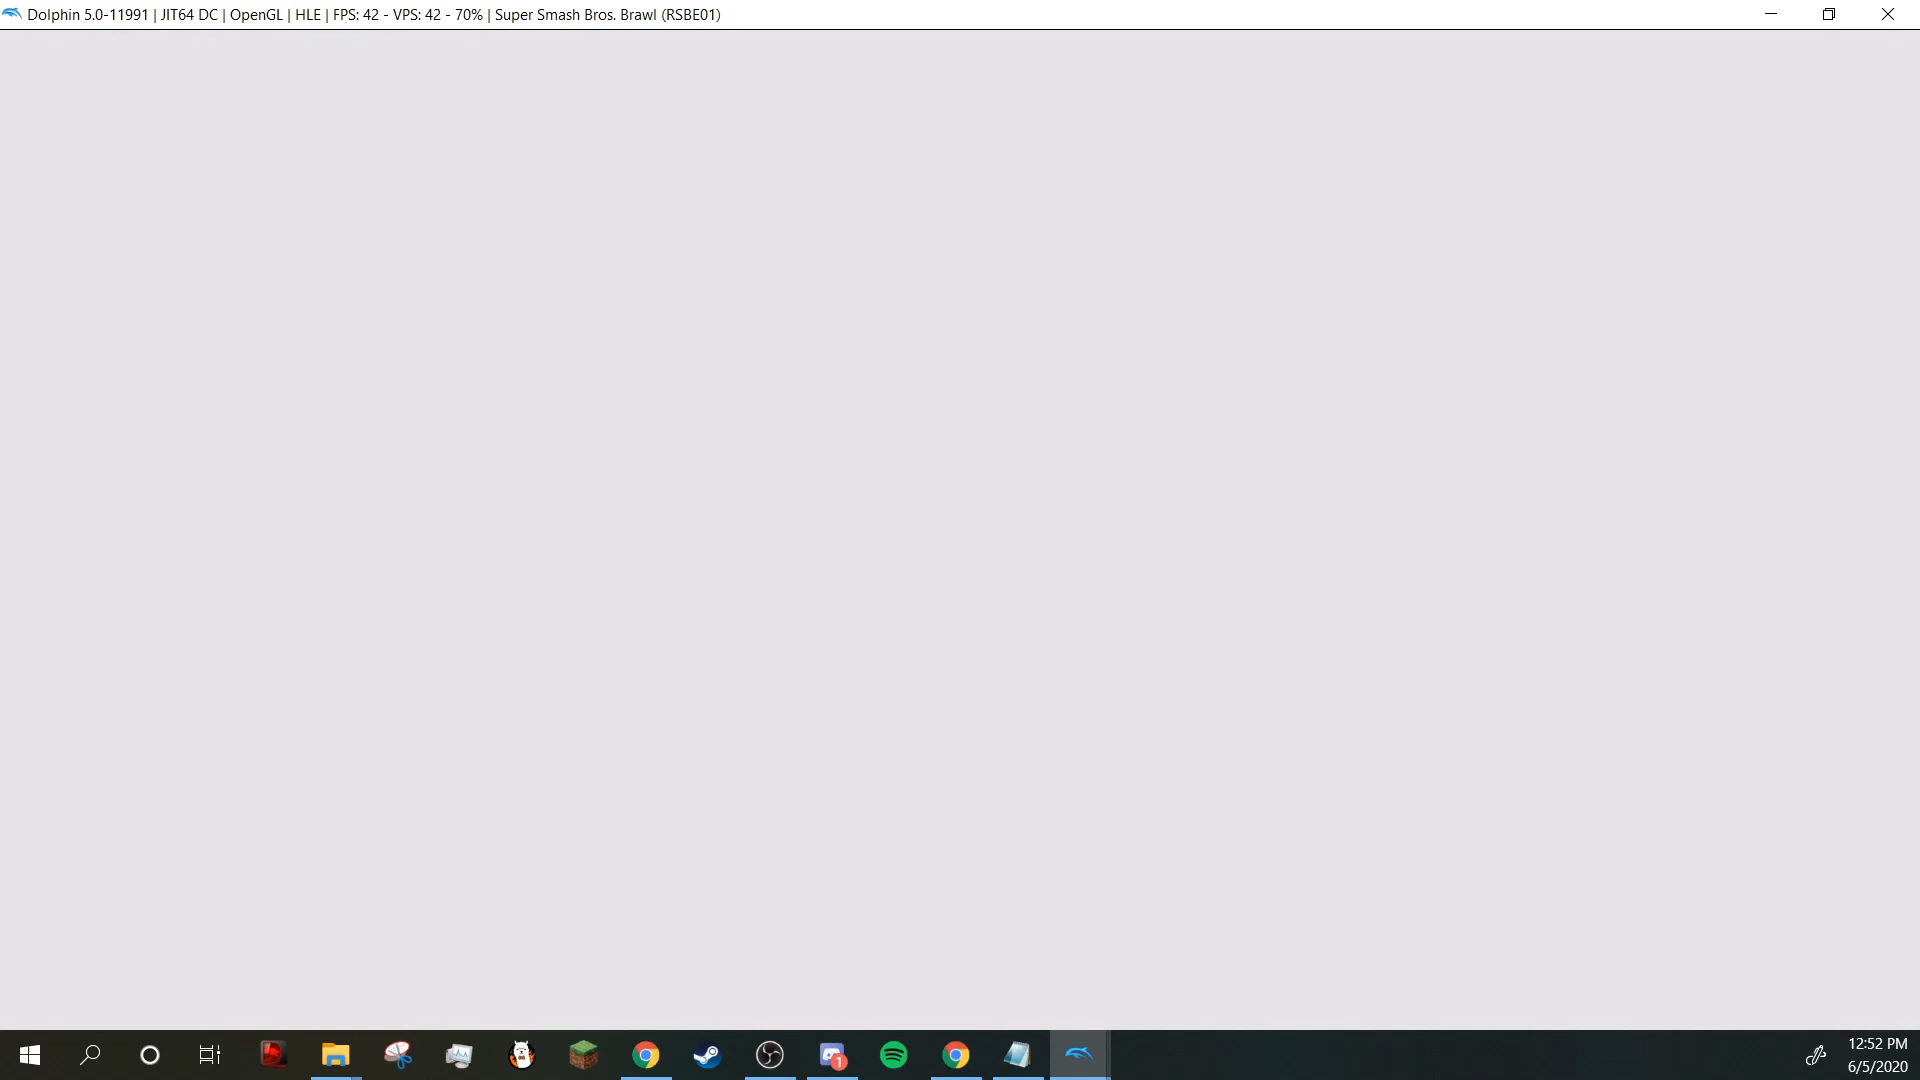 Dolphin 5.0-11991 | JIT64 DC | OpenGL | HLE | FPS: 42 - VPS: 42 - 70% | Super Smash Bros. Brawl (RSBE01)
1
12:52 PM
6/5/2020